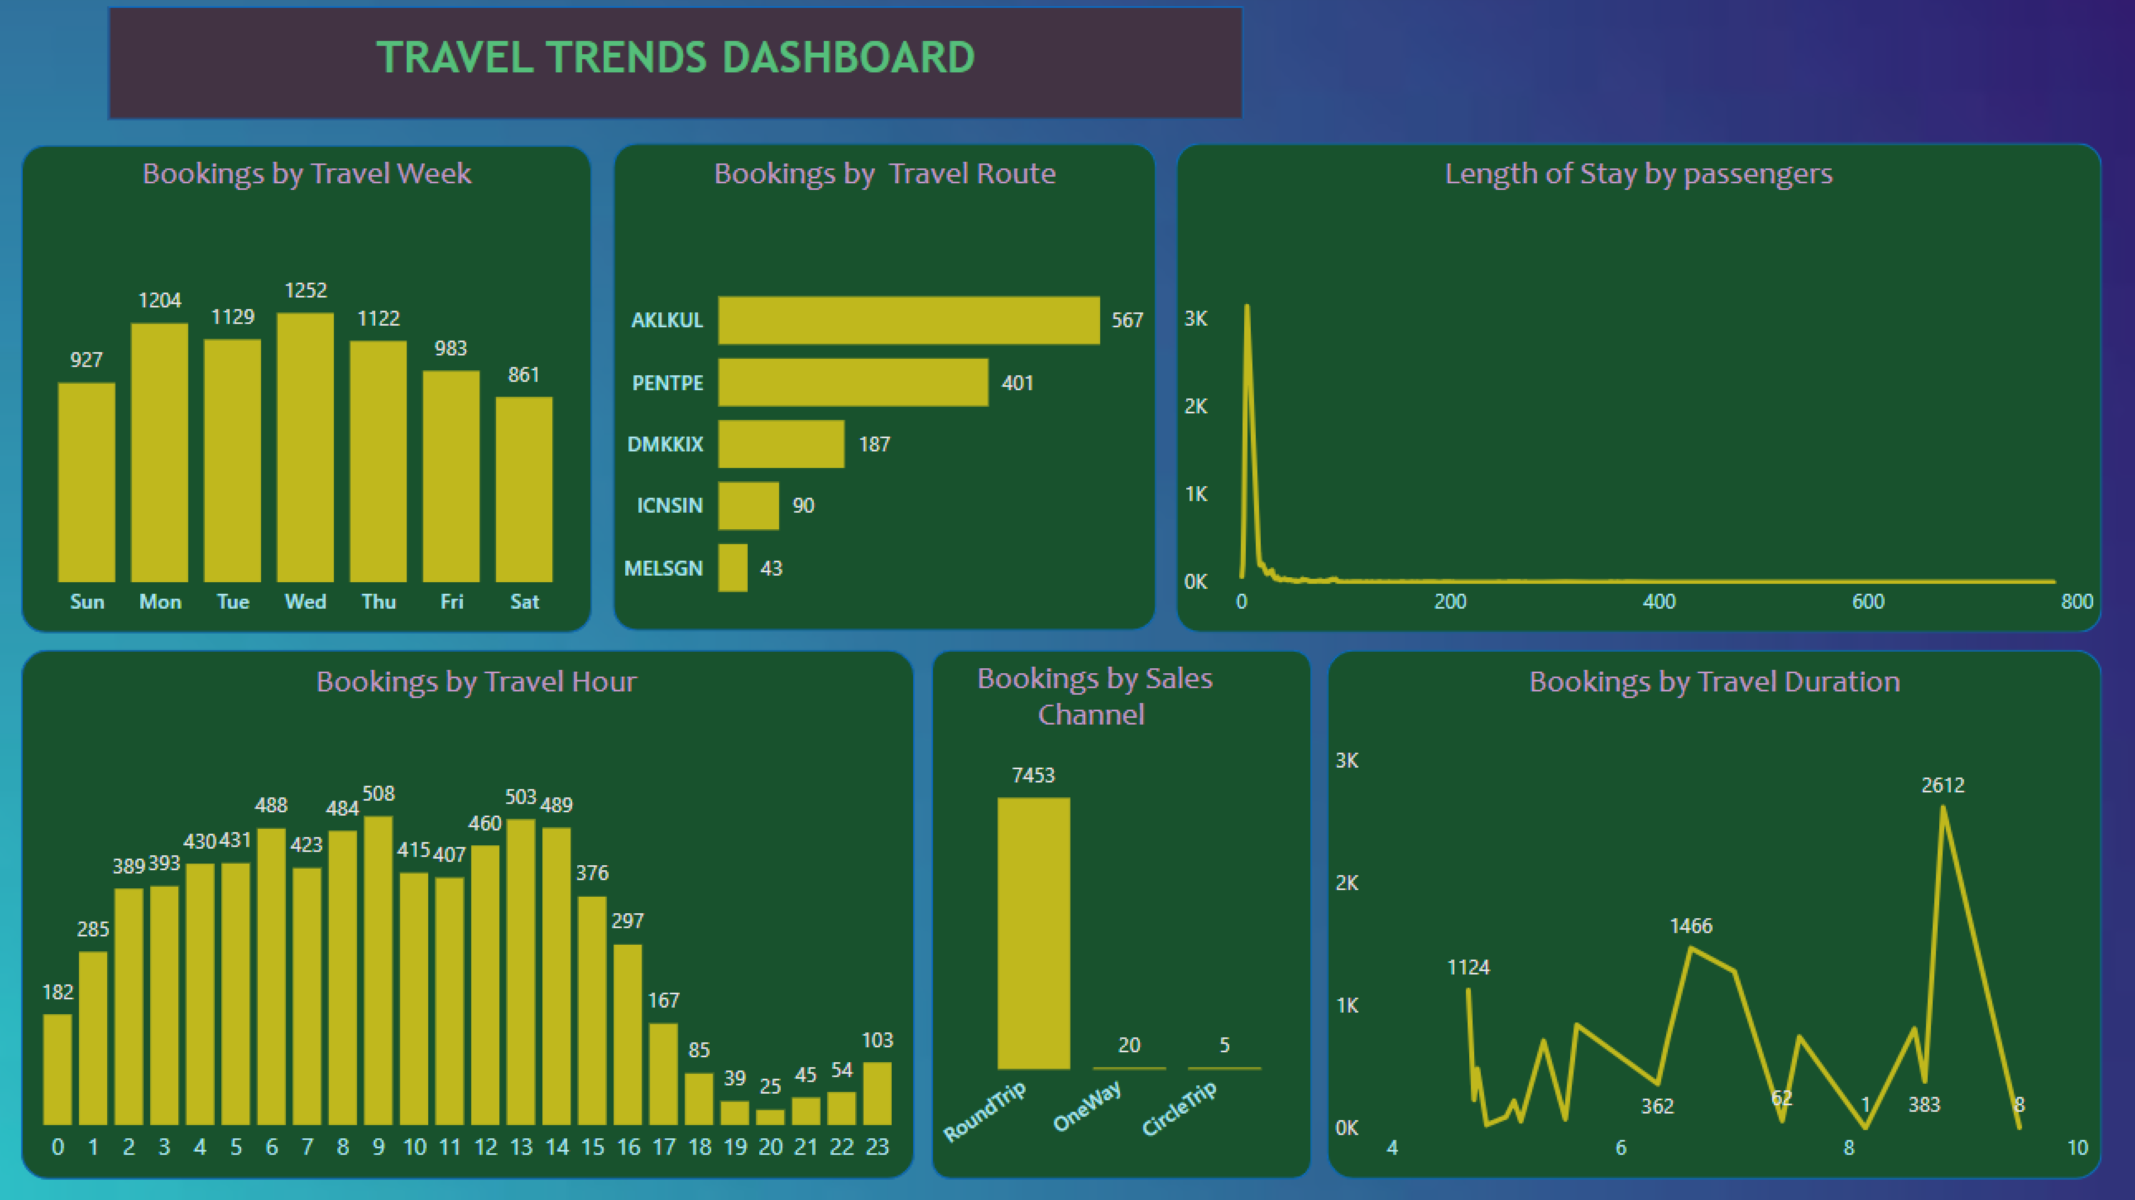 TRAVEL TRENDS DASHBOARD
Bookings by Travel Week
927
1204
1129
1252
1122
983
861
Sun Mon Tue Wed Thu Fri Sat
Bookings by Travel Route
AKLKUL 567
PENTPE 401
DMKKIX 187
ICNSIN 90
MELSGN 43
Length of Stay by passengers
3K
2K
1K
0K
0 200 400 600 800
Bookings by Travel Hour
182
285
389
393
430
431
488
423
484
508
415
407
460
503
489
376
297
167
85
39
25
45
54
103
0 1 2 3 4 5 6 7 8 9 10 11 12 13 14 15 16 17 18 19 20 21 22 23
Bookings by Sales
Channel
7453
20
5
RoundTrip
OneWay
CircleTrip
Bookings by Travel Duration
3K
2K
1K
0K
1124
362
1466
62
1
383
2612
8
4 6 8 10